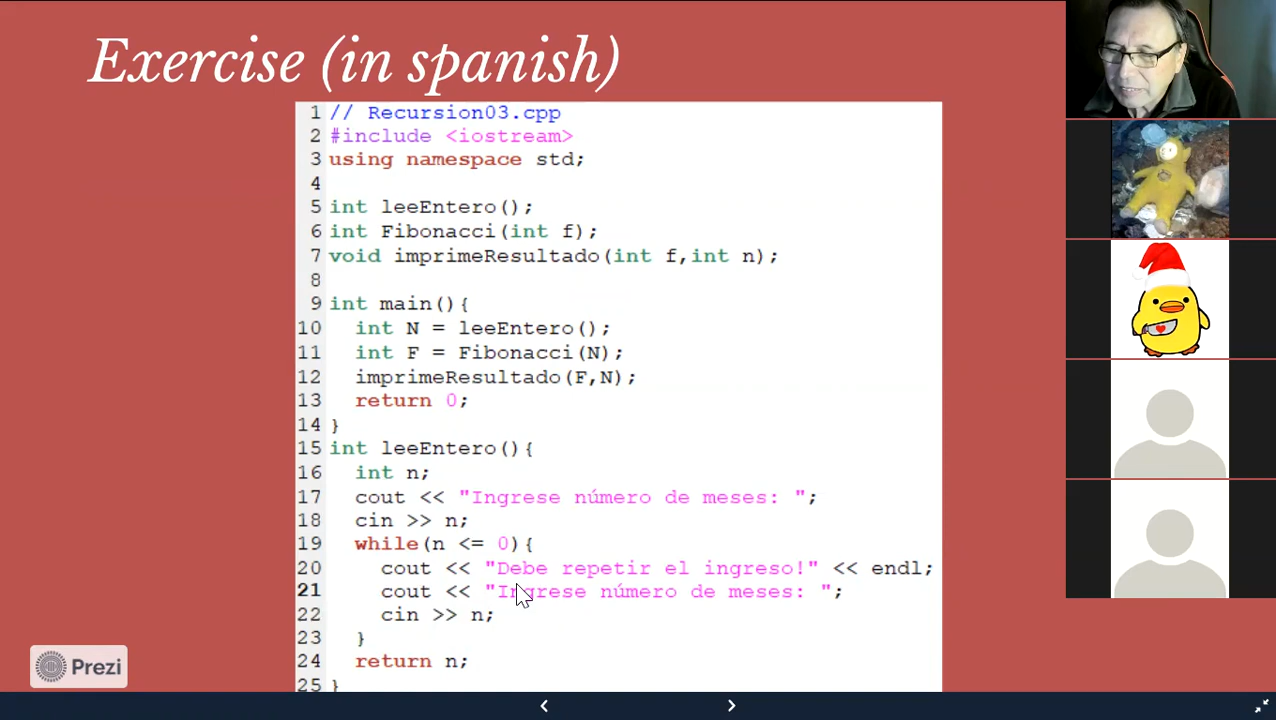 Exercise (in spanish)
1 // Recursion03.cpp
2 #include <iostream>
3 using namespace std;
4
5 int leeEntero();
6 int Fibonacci(int f);
7 void imprimeResultado(int f,int n);
8
9 int main(){
10 int N = leeEntero();
11 int F = Fibonacci(N);
12 imprimeResultado(F,N);
13 return 0;
14 }
15 int leeEntero(){
16 int n;
17 cout << "Ingrese número de meses: ";
18 cin >> n;
19 while(n <= 0){
20 cout << "Debe repetir el ingreso!" << endl;
21 cout << "Ingrese número de meses: ";
22 cin >> n;
23 }
24 return n;
25 }
Prezi